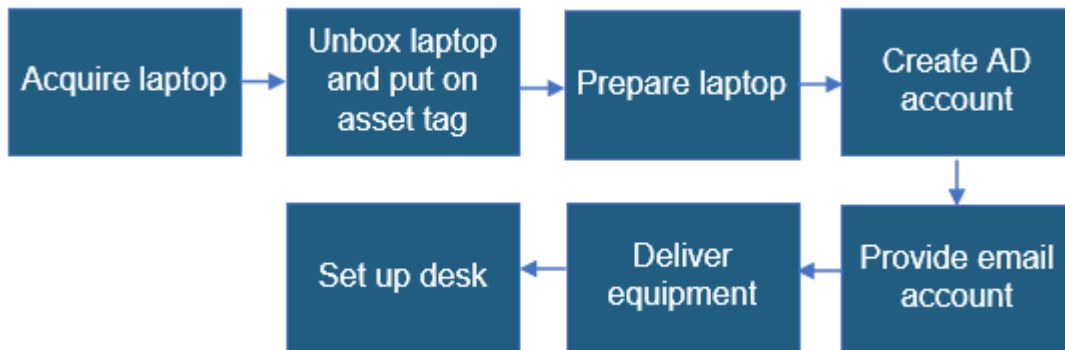 Acquire laptop
Unbox laptop
and put on
asset tag
Prepare laptop
Create AD
account
Provide email
account
Deliver
equipment
Set up desk